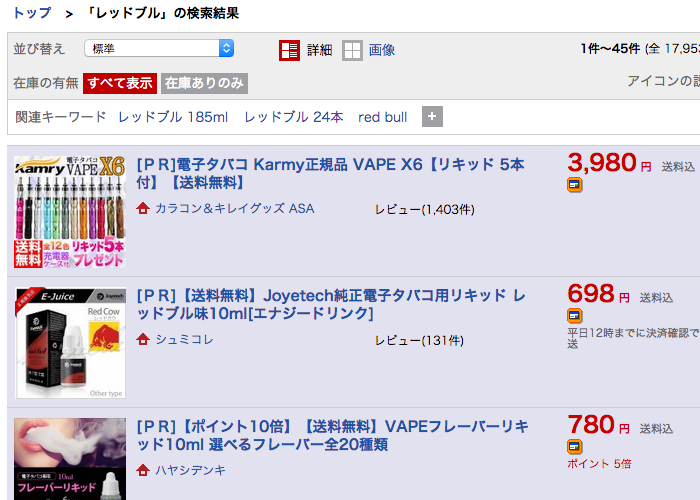 トップ > 「レッドブル」の検索結果
並び替え 標準 詳細 画像 1件〜45件 (全 17,953
在庫の有無 すべて表示 在庫ありのみ アイコンの説
関連キーワード レッドブル 185ml レッドブル 24本 red bull +
電子タバコ
Kamry VAPE X6
送料無料 全12色 充電器 ケース付 リキッド5本 プレゼント
[ＰＲ]電子タバコ Karmy正規品 VAPE X6【リキッド 5本
付】【送料無料】
カラコン＆キレイグッズ ASA レビュー(1,403件)
3,980 円 送料込
E-Juice Joyetech
Red Cow
レッドカウ
Other type
[ＰＲ]【送料無料】Joyetech純正電子タバコ用リキッド レ
ッドブル味10ml[エナジードリンク]
シュミコレ レビュー(131件)
698 円 送料込
平日12時までに決済確認で
送
電子タバコ専用 10ml
フレーバーリキッド
[ＰＲ]【ポイント10倍】【送料無料】VAPEフレーバーリキ
ッド10ml 選べるフレーバー全20種類
ハヤシデンキ
780 円 送料込
ポイント 5倍